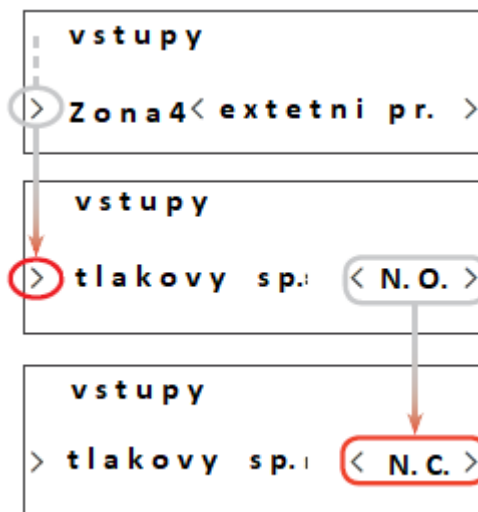 vstupy
> Zona4 < extetni pr. >
vstupy
> tlakovy sp. < N. O. >
vstupy
> tlakovy sp. < N. C. >